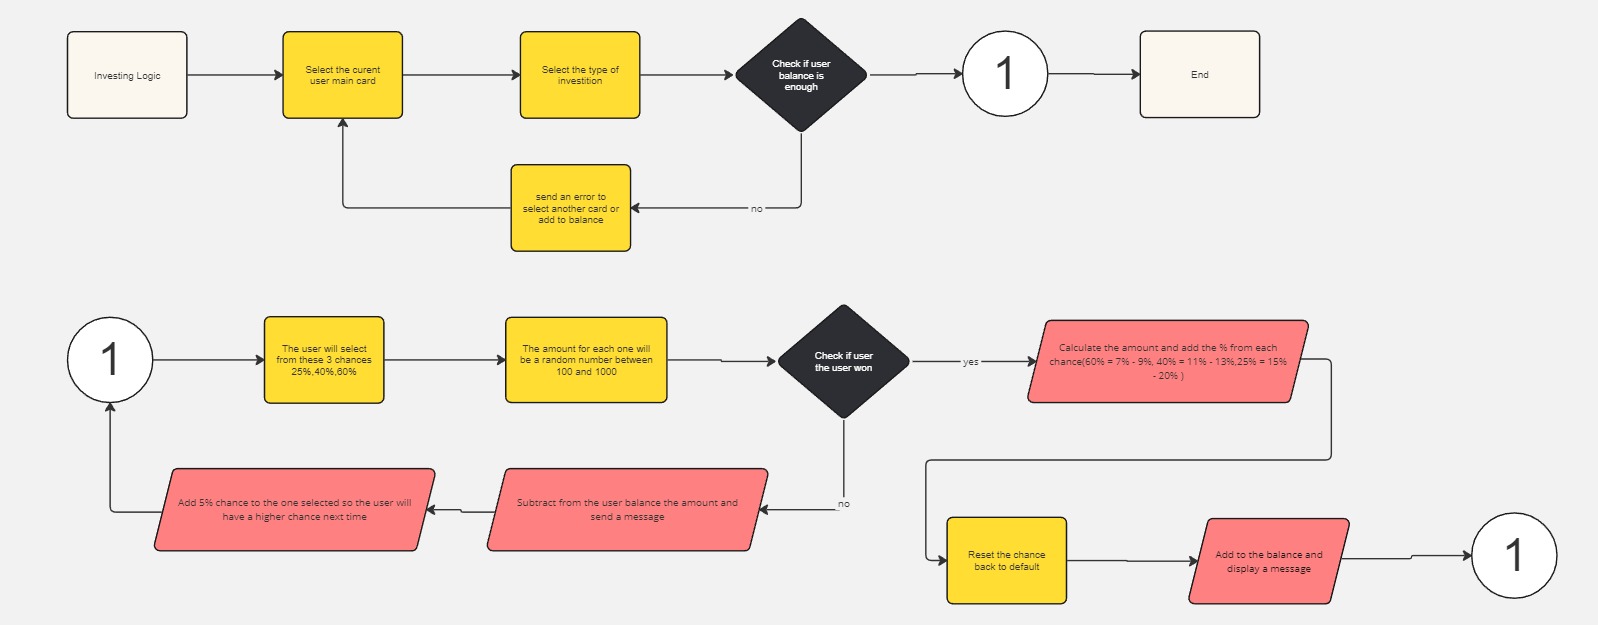 Investing Logic
Select the curent
user main card
Select the type of
investition
Check if user
balance is
enough
1
End
send an error to
select another card or
add to balance
no
1
The user will select
from these 3 chances
25%,40%,60%
The amount for each one will
be a random number between
100 and 1000
Check if user
the user won
yes
Calculate the amount and add the % from each
chance(60% = 7% - 9%, 40% = 11% - 13%,25% = 15%
- 20% )
Add 5% chance to the one selected so the user will
have a higher chance next time
Subtract from the user balance the amount and
send a message
no
Reset the chance
back to default
Add to the balance and
display a message
1